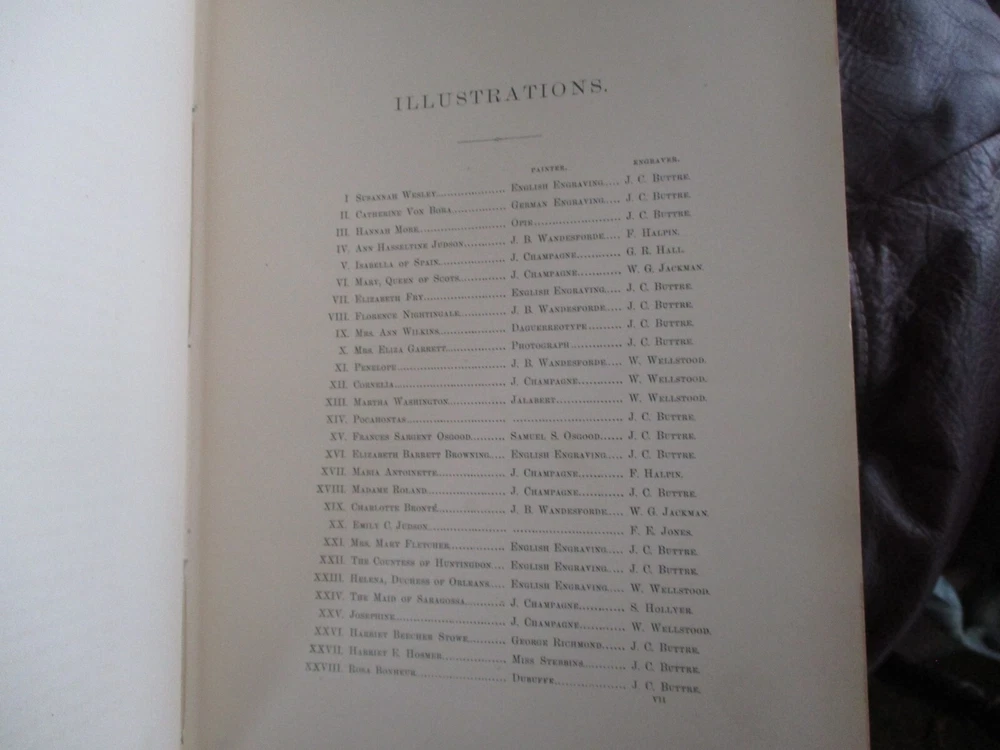 ILLUSTRATIONS.
PAINTER. ENGRAVER.
I SUSANNAH WESLEY.................... ENGLISH ENGRAVING.... J. C. BUTTRE.
II. CATHERINE VON BORA............... GERMAN ENGRAVING.... J. C. BUTTRE.
III. HANNAH MORE......................... OPIE...................... J. C. BUTTRE.
IV. ANN HASSELTINE JUDSON............ J. B. WANDESFORDE.... F. HALPIN.
V. ISABELLA OF SPAIN................... J. CHAMPAGNE............ G. R. HALL.
VI. MARY, QUEEN OF SCOTS.............. J. CHAMPAGNE............ W. G. JACKMAN.
VII. ELIZABETH FRY........................ ENGLISH ENGRAVING..... J. C. BUTTRE.
VIII. FLORENCE NIGHTINGALE............. J. B. WANDESFORDE.... J. C. BUTTRE.
IX. MRS. ANN WILKINS.................... DAGUERREOTYPE........ J. C. BUTTRE.
X. MRS. ELIZA GARRETT.................. PHOTOGRAPH............. J. C. BUTTRE.
XI. PENELOPE.............................. J. B. WANDESFORDE.... W. WELLSTOOD.
XII. CORNELIA............................... J. CHAMPAGNE............ W. WELLSTOOD.
XIII. MARTHA WASHINGTON............... JALABERT.................. W. WELLSTOOD.
XIV. POCAHONTAS........................... ............................ J. C. BUTTRE.
XV. FRANCES SARGENT OSGOOD......... SAMUEL S. OSGOOD...... J. C. BUTTRE.
XVI. ELIZABETH BARRETT BROWNING.... ENGLISH ENGRAVING..... J. C. BUTTRE.
XVII. MARIA ANTOINETTE.................. J. CHAMPAGNE............ F. HALPIN.
XVIII. MADAME ROLAND..................... J. CHAMPAGNE............ J. C. BUTTRE.
XIX. CHARLOTTE BRONTÉ.................. J. B. WANDESFORDE.... W. G. JACKMAN.
XX. EMILY C. JUDSON..................... ............................ F. E. JONES.
XXI. MRS. MARY FLETCHER............... ENGLISH ENGRAVING..... J. C. BUTTRE.
XXII. THE COUNTESS OF HUNTINGDON.... ENGLISH ENGRAVING..... J. C. BUTTRE.
XXIII. HELENA, DUCHESS OF ORLEANS.... ENGLISH ENGRAVING..... W. WELLSTOOD.
XXIV. THE MAID OF SARAGOSSA........... J. CHAMPAGNE............ S. HOLLYER.
XXV. JOSEPHINE.............................. J. CHAMPAGNE............ W. WELLSTOOD.
XXVI. HARRIET BEECHER STOWE.......... GEORGE RICHMOND...... J. C. BUTTRE.
XXVII. HARRIET E. HOSMER................ MISS STEBBINS........... J. C. BUTTRE.
XXVIII. ROSA BONHEUR........................ DUBUFFE................... J. C. BUTTRE.
VII